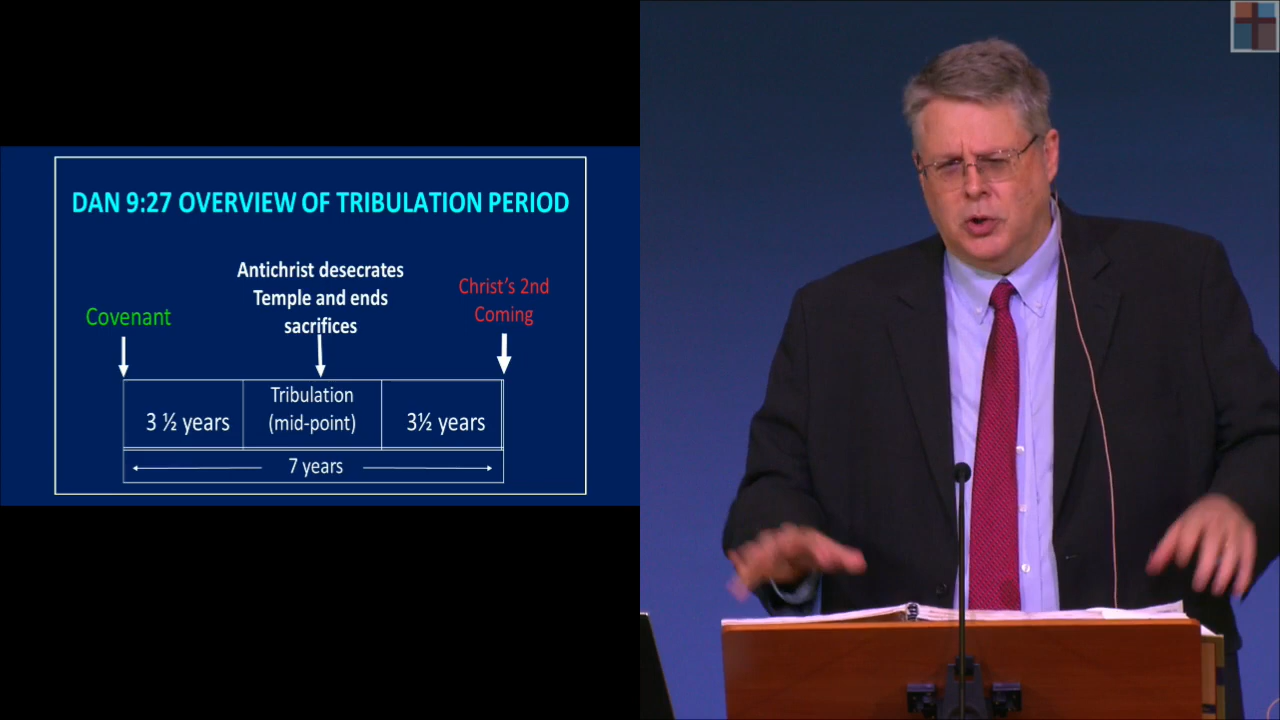 DAN 9:27 OVERVIEW OF TRIBULATION PERIOD
Antichrist desecrates
Temple and ends
sacrifices
Christ's 2nd
Coming
Covenant
3 ½ years
Tribulation
(mid-point)
3½ years
7 years